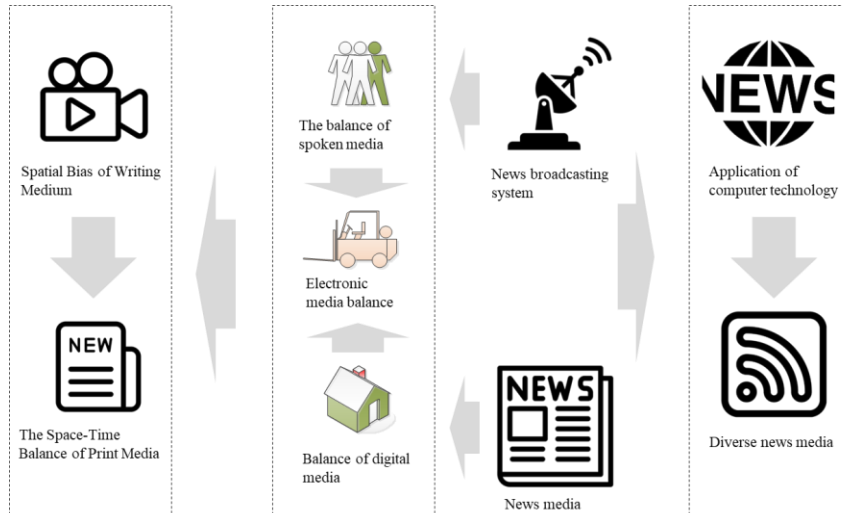 Spatial Bias of Writing
Medium
NEW
The Space-Time
Balance of Print Media
The balance of
spoken media
Electronic
media balance
Balance of digital
media
News broadcasting
system
NEWS
News media
NEWS
Application of
computer technology
Diverse news media